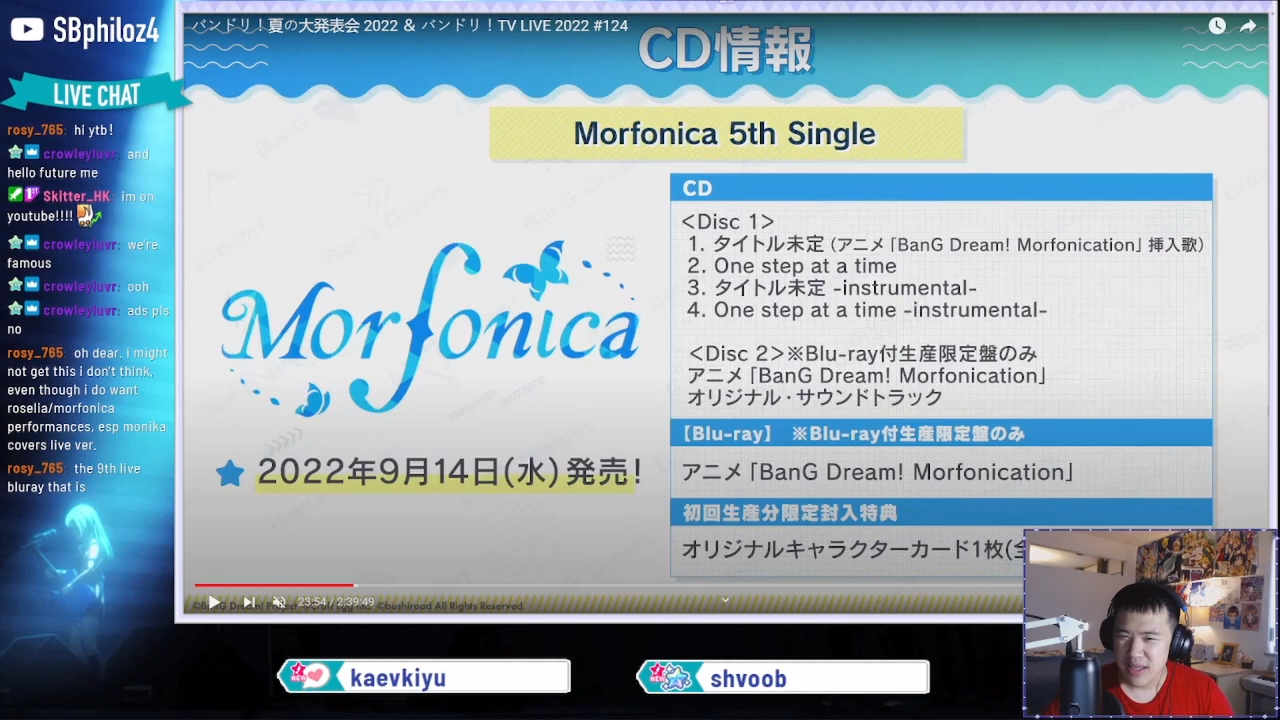 SBphiloz4
LIVE CHAT
rosy_765: hi ytb!
crowleyluvr: and
hello future me
Skitter_HK: im on
youtube!!!!
crowleyluvr: we're
famous
crowleyluvr: ooh
crowleyluvr: ads pls
no
rosy_765: oh dear. i might
not get this i don't think,
even though i do want
rosella/morfonica
performances, esp monika
covers live ver.
rosy_765: the 9th live
bluray that is
バンドリ！夏の大発表会 2022 & バンドリ！TV LIVE 2022 #124
CD情報
Morfonica 5th Single
Morfonica
2022年9月14日(水)発売!
CD
<Disc 1>
1. タイトル未定 (アニメ「BanG Dream! Morfonication」挿入歌)
2. One step at a time
3. タイトル未定 -instrumental-
4. One step at a time -instrumental-
<Disc 2>※Blu-ray付生産限定盤のみ
アニメ「BanG Dream! Morfonication」
オリジナル・サウンドトラック
【Blu-ray】 ※Blu-ray付生産限定盤のみ
アニメ「BanG Dream! Morfonication」
初回生産分限定封入特典
オリジナルキャラクターカード1枚(全
23:54 / 2:39:49
©BanG Dream! Project ©bushiroad All Rights Reserved.
NEW
kaevkiyu
NEW
shvoob